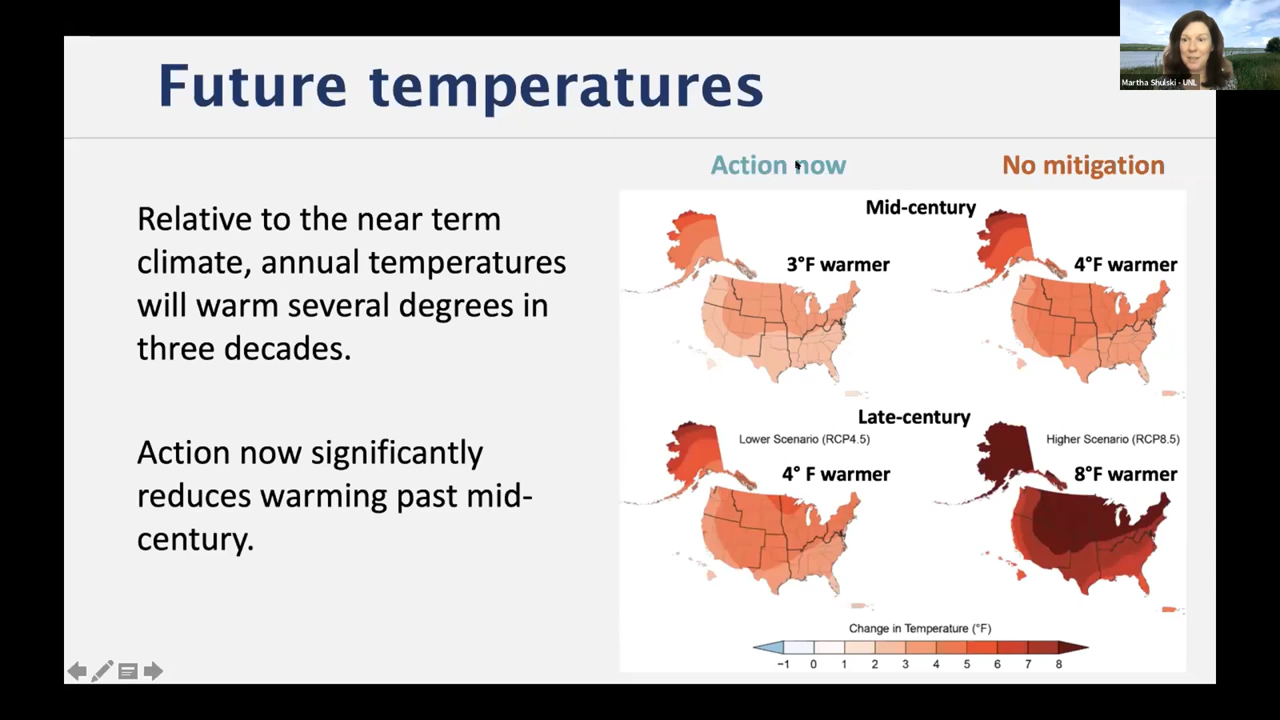 Martha Shulski - UNL
Future temperatures
Action now
No mitigation
Relative to the near term
climate, annual temperatures
will warm several degrees in
three decades.
Action now significantly
reduces warming past mid-
century.
Mid-century
3°F warmer
4°F warmer
Late-century
Lower Scenario (RCP4.5)
Higher Scenario (RCP8.5)
4° F warmer
8°F warmer
Change in Temperature (°F)
−1 0 1 2 3 4 5 6 7 8